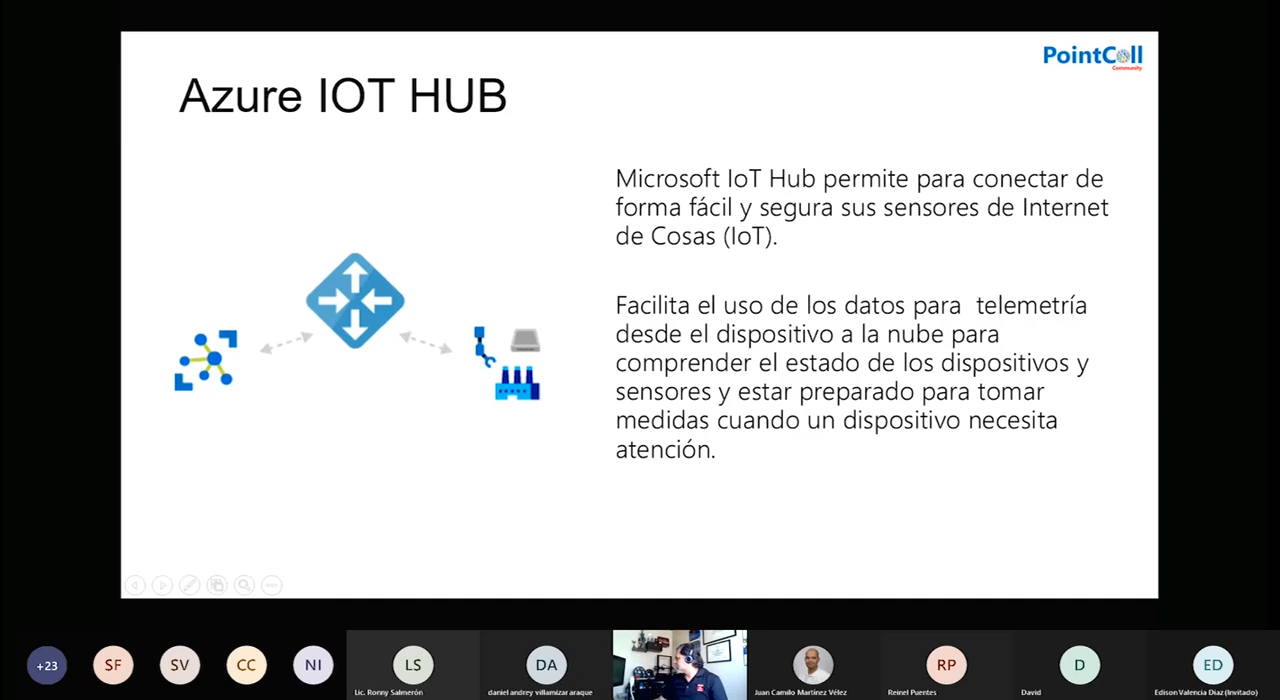 PointColl
Community
Azure IOT HUB
Microsoft IoT Hub permite para conectar de
forma fácil y segura sus sensores de Internet
de Cosas (IoT).
Facilita el uso de los datos para  telemetría
desde el dispositivo a la nube para
comprender el estado de los dispositivos y
sensores y estar preparado para tomar
medidas cuando un dispositivo necesita
atención.
+23
SF
SV
CC
NI
LS
DA
RP
D
ED
Lic. Ronny Salmerón
daniel andrey villamizar araque
Juan Camilo Martínez Vélez
Reinel Puentes
David
Edison Valencia Diaz (Invitado)